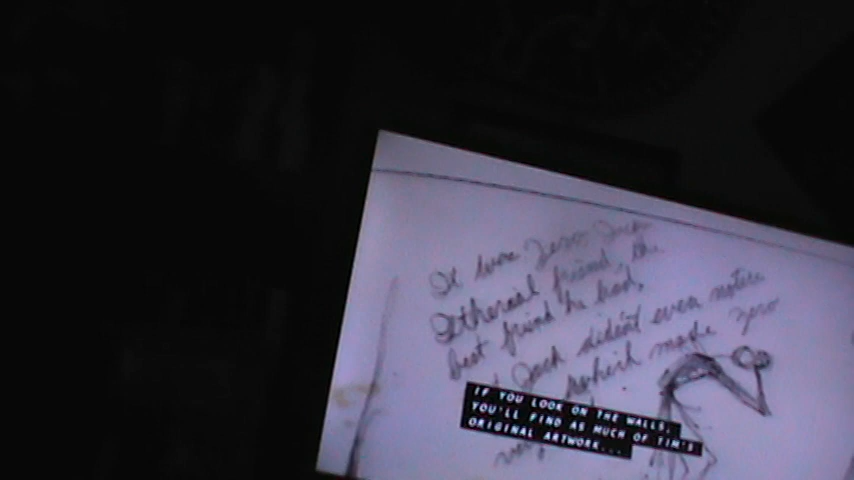 It was Zero, Jack
Ethereal friend, the
best friend he had.
Jack didn't even notice
which made Zero
IF YOU LOOK ON THE WALLS,
YOU'LL FIND AS MUCH OF TIM'S
ORIGINAL ARTWORK...